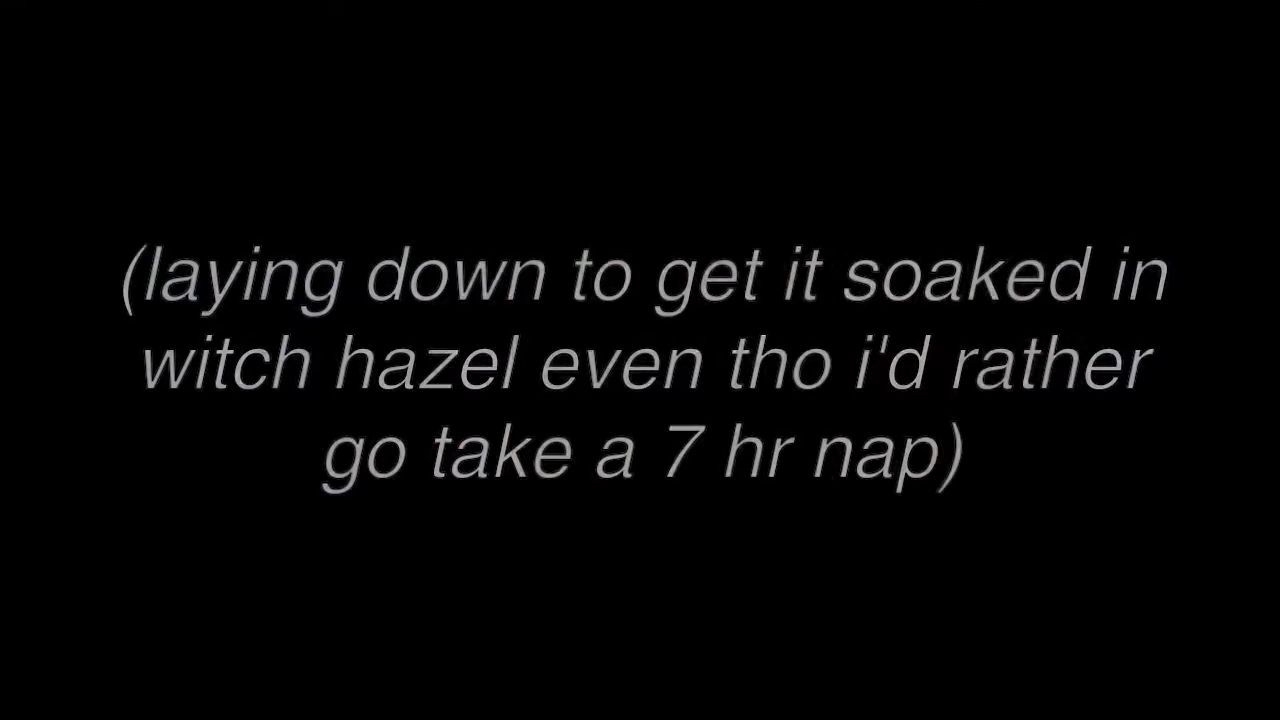 (laying down to get it soaked in
witch hazel even tho i'd rather
go take a 7 hr nap)